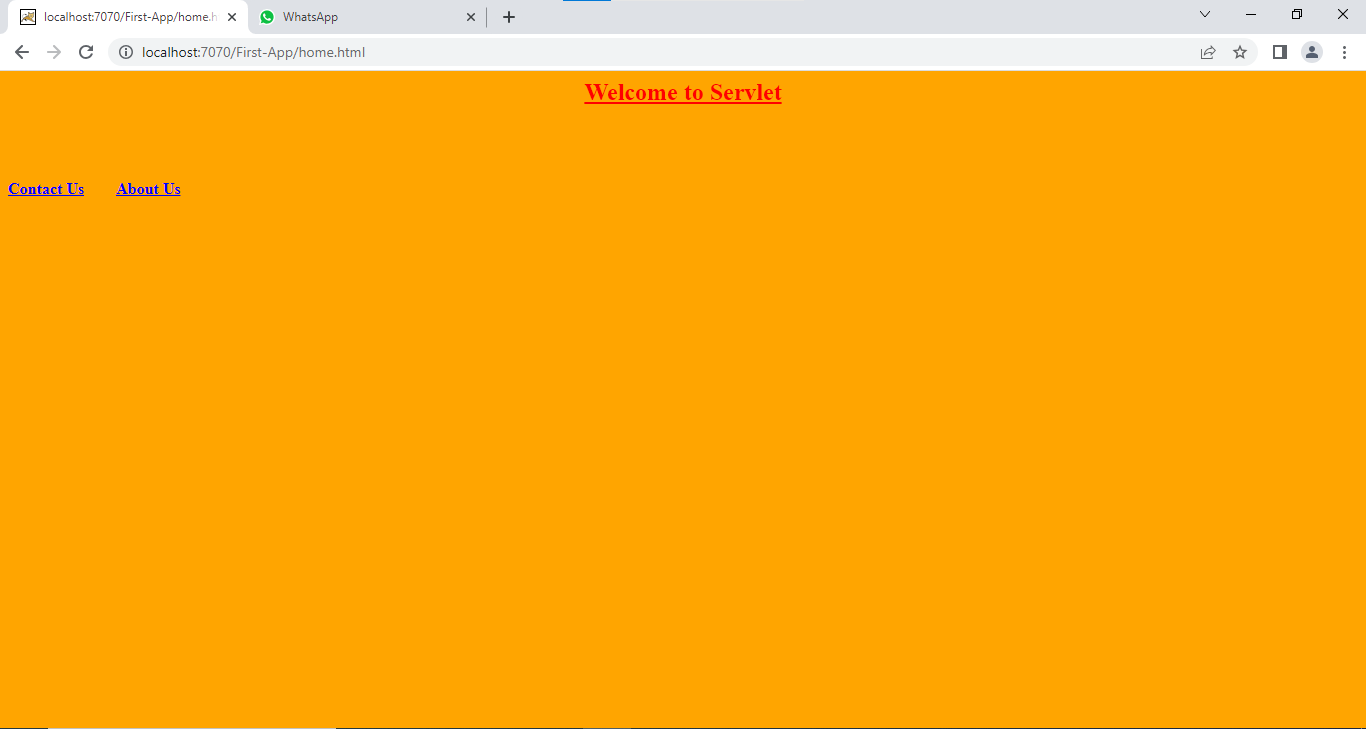 localhost:7070/First-App/home.h
WhatsApp
localhost:7070/First-App/home.html
Welcome to Servlet
Contact Us About Us